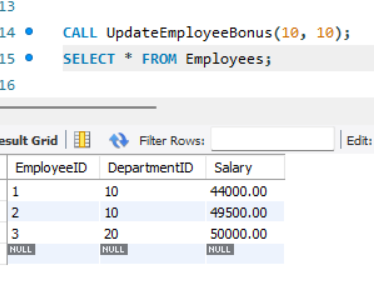 13
14 CALL UpdateEmployeeBonus(10, 10);
15 SELECT * FROM Employees;
16
esult Grid Filter Rows: Edit:
EmployeeID DepartmentID Salary
1 10 44000.00
2 10 49500.00
3 20 50000.00
NULL NULL NULL